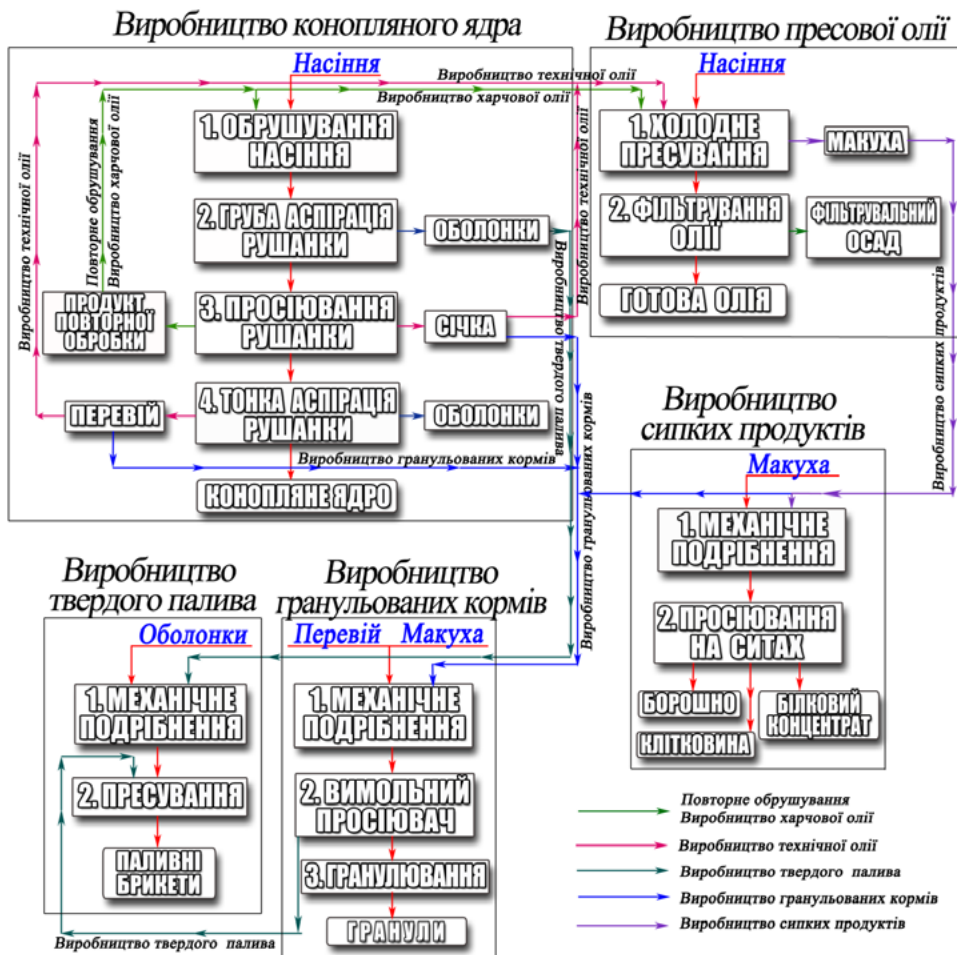 Виробництво конопляного ядра
Насіння
Виробництво технічної олії
Виробництво харчової олії
1. ОБРУШУВАННЯ
НАСІННЯ
2. ГРУБА АСПІРАЦІЯ
РУШАНКИ
ОБОЛОНКИ
3. ПРОСІЮВАННЯ
РУШАНКИ
СІЧКА
ПРОДУКТ
ПОВТОРНОЇ
ОБРОБКИ
4. ТОНКА АСПІРАЦІЯ
РУШАНКИ
ОБОЛОНКИ
ПЕРЕВІЙ
Виробництво гранульованих кормів
КОНОПЛЯНЕ ЯДРО
Виробництво технічної олії
Повторне обрушування
Виробництво харчової олії
Виробництво технічної олії
Виробництво твердого палива
Виробництво гранульованих кормів
Виробництво пресової олії
Насіння
1. ХОЛОДНЕ
ПРЕСУВАННЯ
МАКУХА
2. ФІЛЬТРУВАННЯ
ОЛІЇ
ФІЛЬТРУВАЛЬНИЙ
ОСАД
ГОТОВА ОЛІЯ
Виробництво сипких продуктів
Виробництво
сипких продуктів
Макуха
1. МЕХАНІЧНЕ
ПОДРІБНЕННЯ
2. ПРОСІЮВАННЯ
НА СИТАХ
БОРОШНО
КЛІТКОВИНА
БІЛКОВИЙ
КОНЦЕНТРАТ
Виробництво
твердого палива
Оболонки
1. МЕХАНІЧНЕ
ПОДРІБНЕННЯ
2. ПРЕСУВАННЯ
ПАЛИВНІ
БРИКЕТИ
Виробництво твердого палива
Виробництво
гранульованих кормів
Перевій Макуха
1. МЕХАНІЧНЕ
ПОДРІБНЕННЯ
2. ВИМОЛЬНИЙ
ПРОСІЮВАЧ
3. ГРАНУЛЮВАННЯ
ГРАНУЛИ
Повторне обрушування
Виробництво харчової олії
Виробництво технічної олії
Виробництво твердого палива
Виробництво гранульованих кормів
Виробництво сипких продуктів